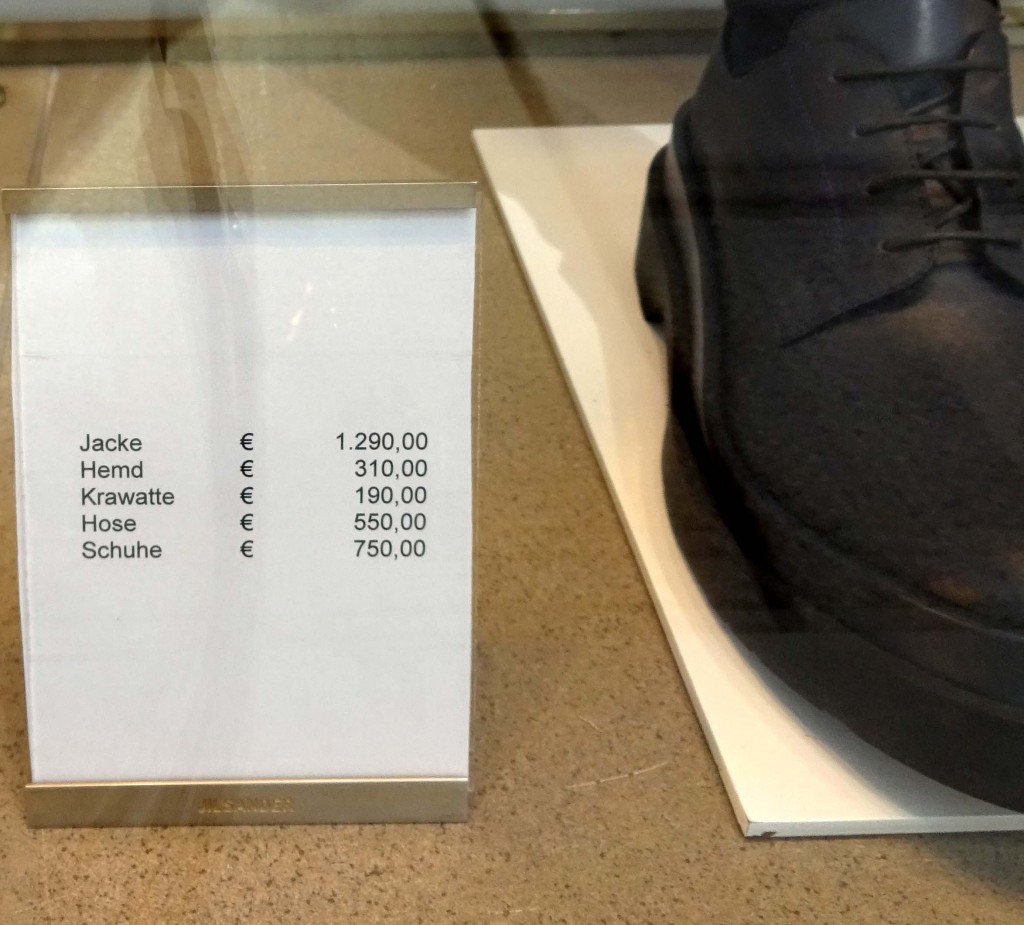 Jacke € 1.290,00
Hemd € 310,00
Krawatte € 190,00
Hose € 550,00
Schuhe € 750,00
JIL SANDER